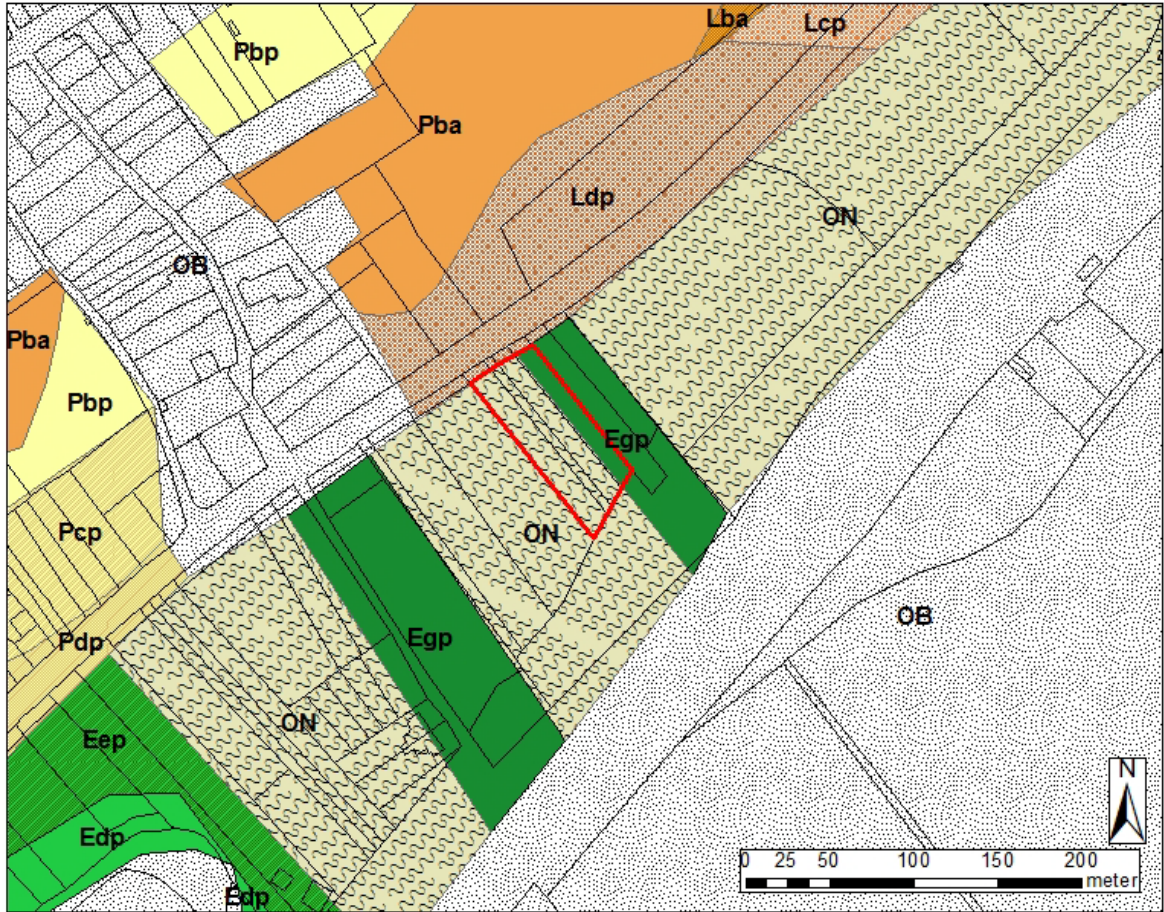 Lba
Lcp
Pbp
Pba
Ldp
ON
OB
Pba
Pbp
Egp
Pcp
ON
OB
Egp
Pdp
ON
Eep
Edp
Edp
N
0 25 50 100 150 200
meter